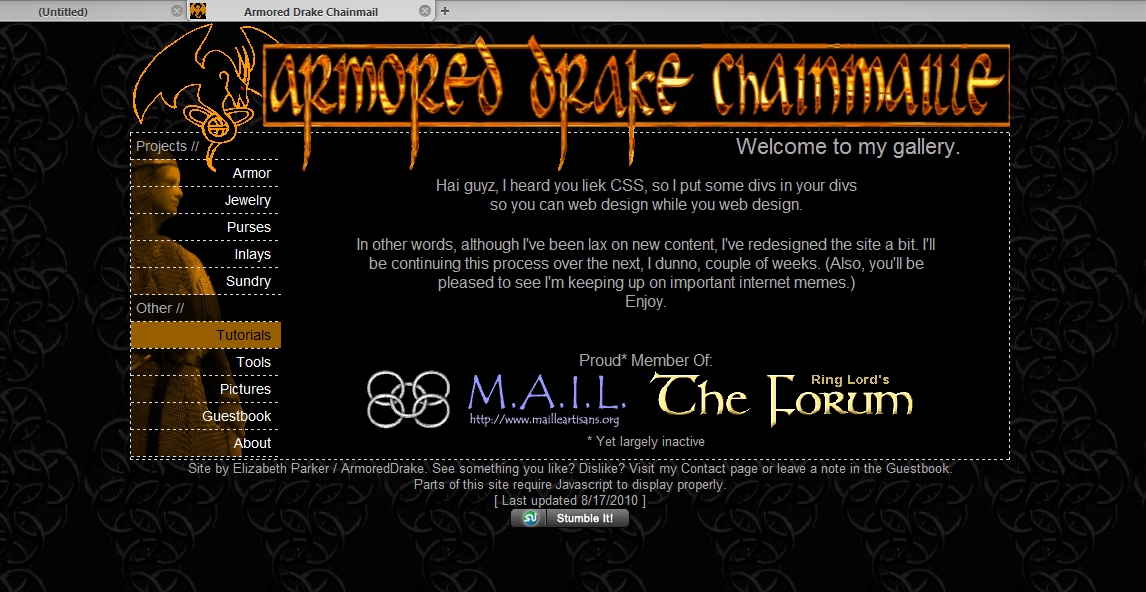 (Untitled)
Armored Drake Chainmail
armored drake chainmaille
Projects //
Armor
Jewelry
Purses
Inlays
Sundry
Other //
Tutorials
Tools
Pictures
Guestbook
About
Welcome to my gallery.
Hai guyz, I heard you liek CSS, so I put some divs in your divs
so you can web design while you web design.
In other words, although I've been lax on new content, I've redesigned the site a bit. I'll
be continuing this process over the next, I dunno, couple of weeks. (Also, you'll be
pleased to see I'm keeping up on important internet memes.)
Enjoy.
Proud* Member Of:
M.A.I.L.
http://www.mailleartisans.org
Ring Lord's
The Forum
* Yet largely inactive
Site by Elizabeth Parker / ArmoredDrake. See something you like? Dislike? Visit my Contact page or leave a note in the Guestbook.
Parts of this site require Javascript to display properly.
[ Last updated 8/17/2010 ]
Stumble It!